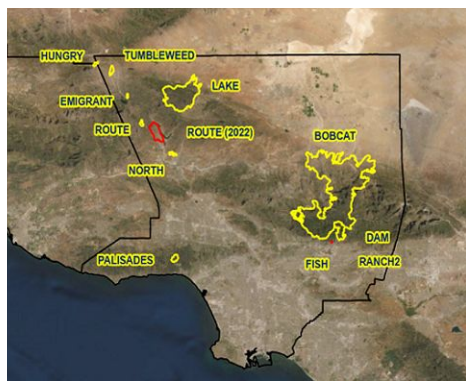 HUNGRY
TUMBLEWEED
LAKE
EMIGRANT
ROUTE
ROUTE (2022)
BOBCAT
NORTH
DAM
PALISADES
FISH
RANCH2